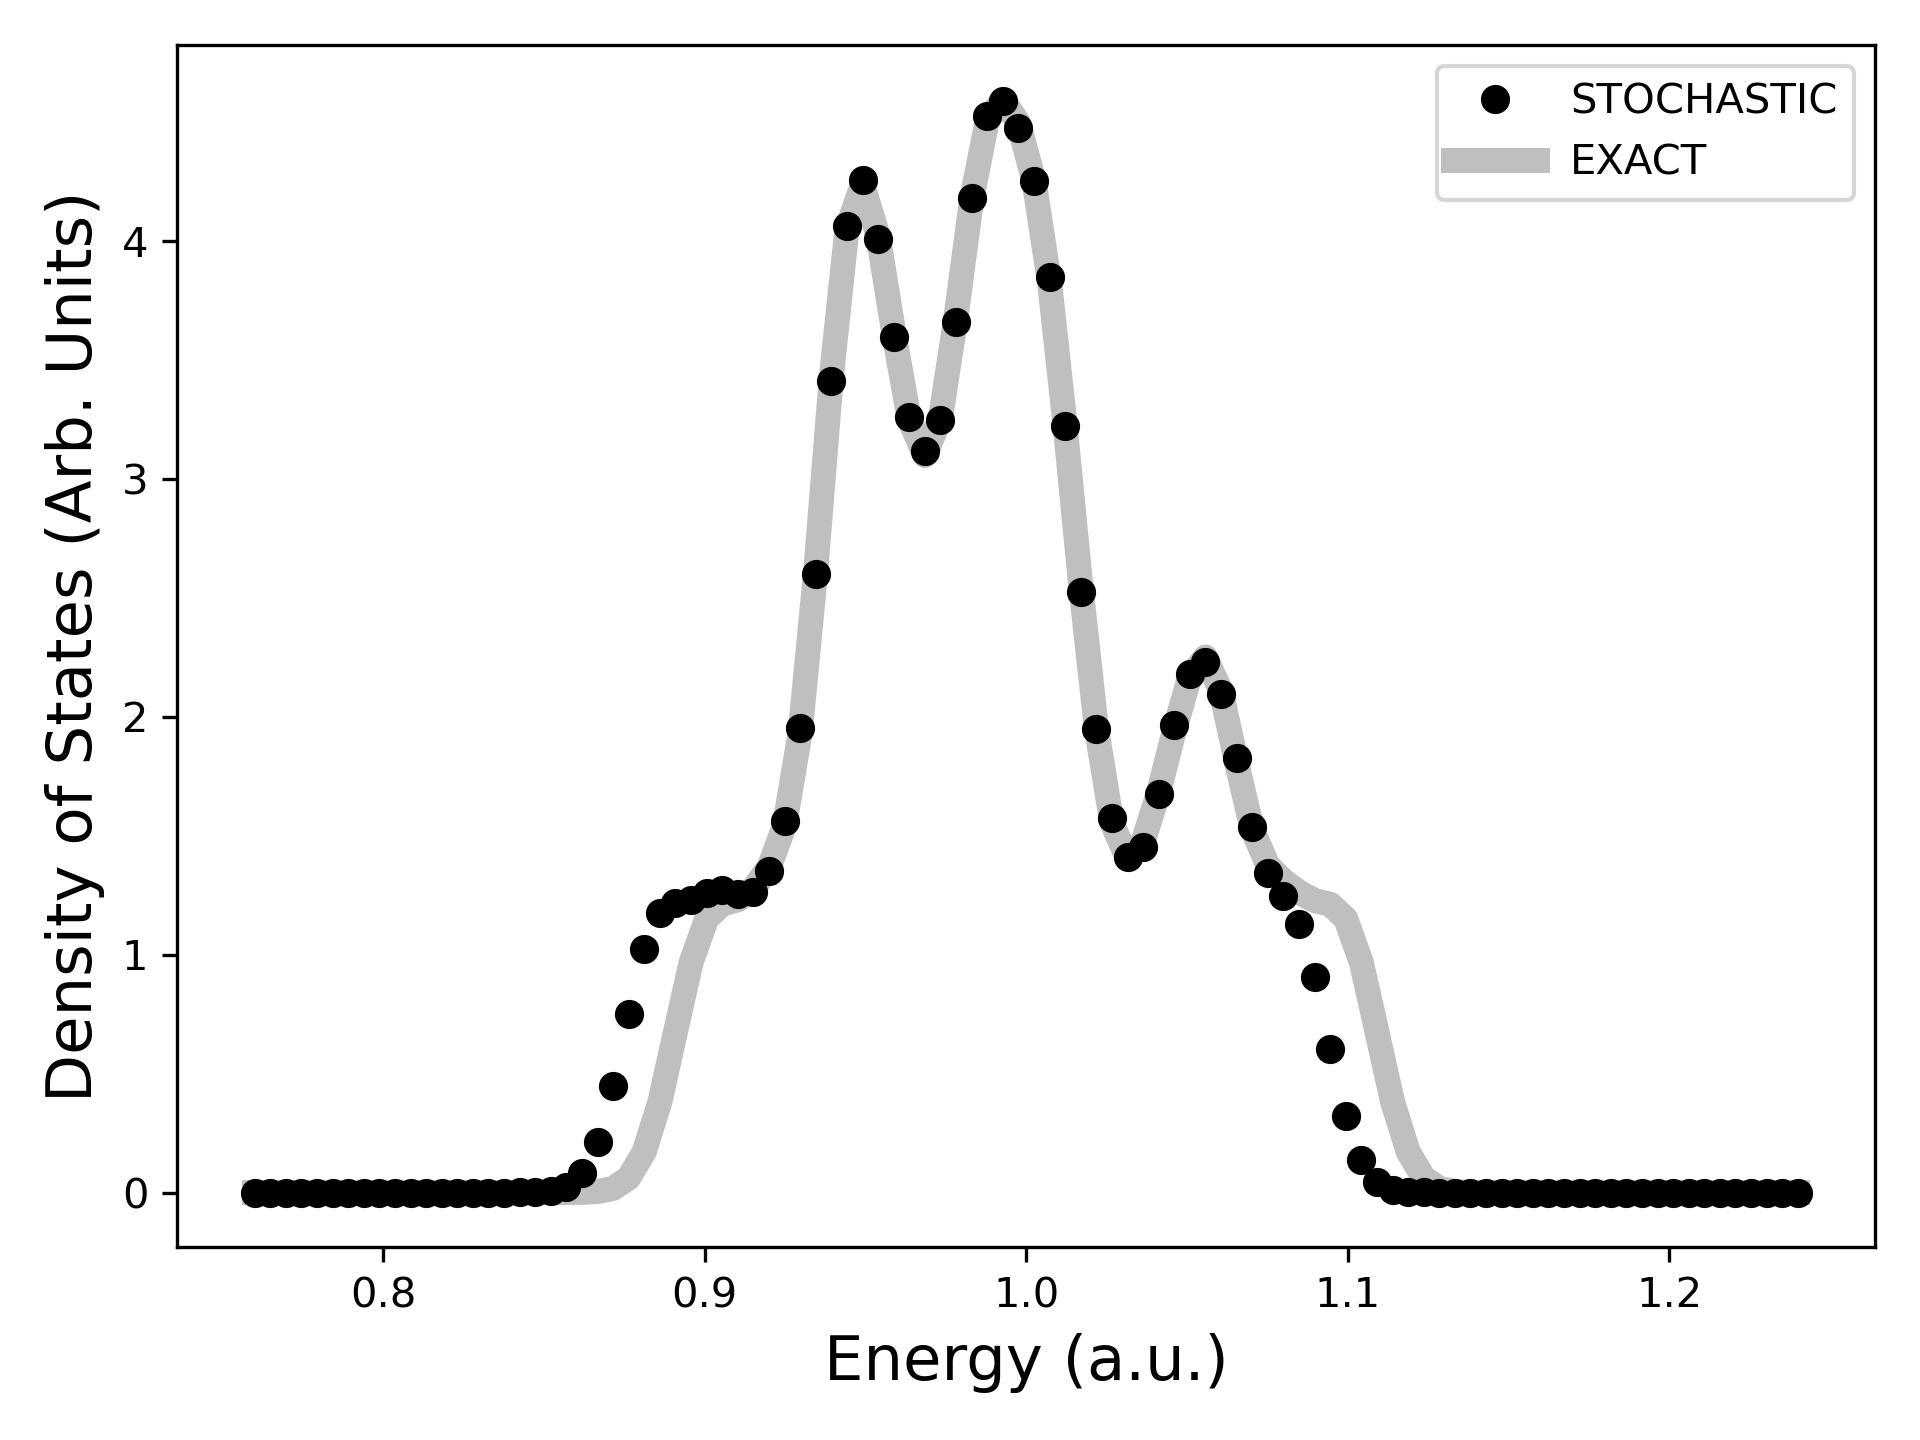 STOCHASTIC
EXACT
Density of States (Arb. Units)
4
3
2
1
0
0.8 0.9 1.0 1.1 1.2
Energy (a.u.)